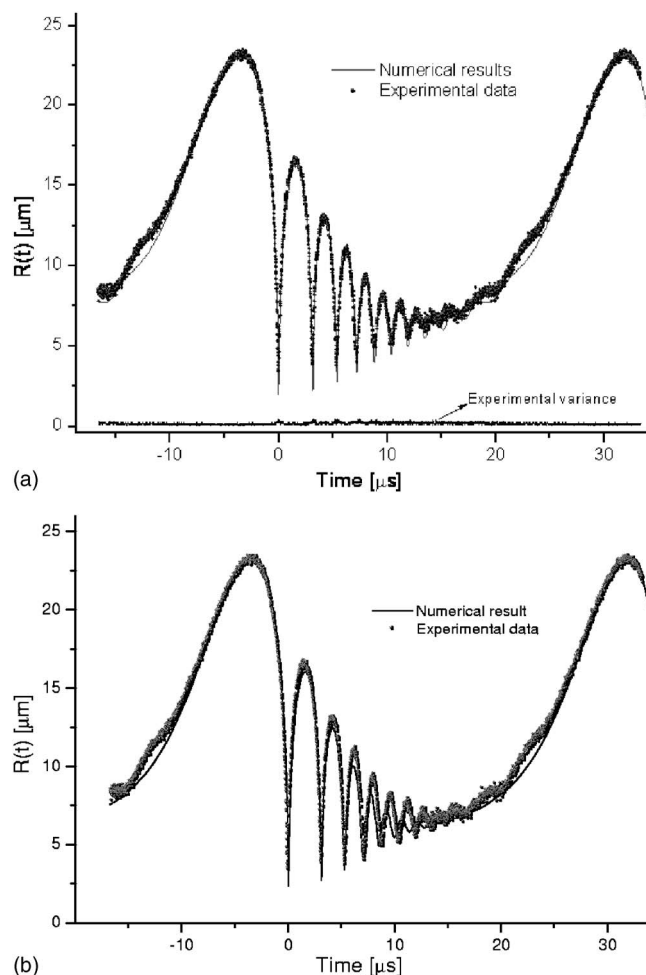 25
20
15
10
5
0
R(t) [μm]
Numerical results
Experimental data
Experimental variance
-10 0 10 20 30
(a)
Time [μs]
25
20
15
10
5
0
R(t) [μm]
Numerical result
Experimental data
-10 0 10 20 30
(b)
Time [μs]